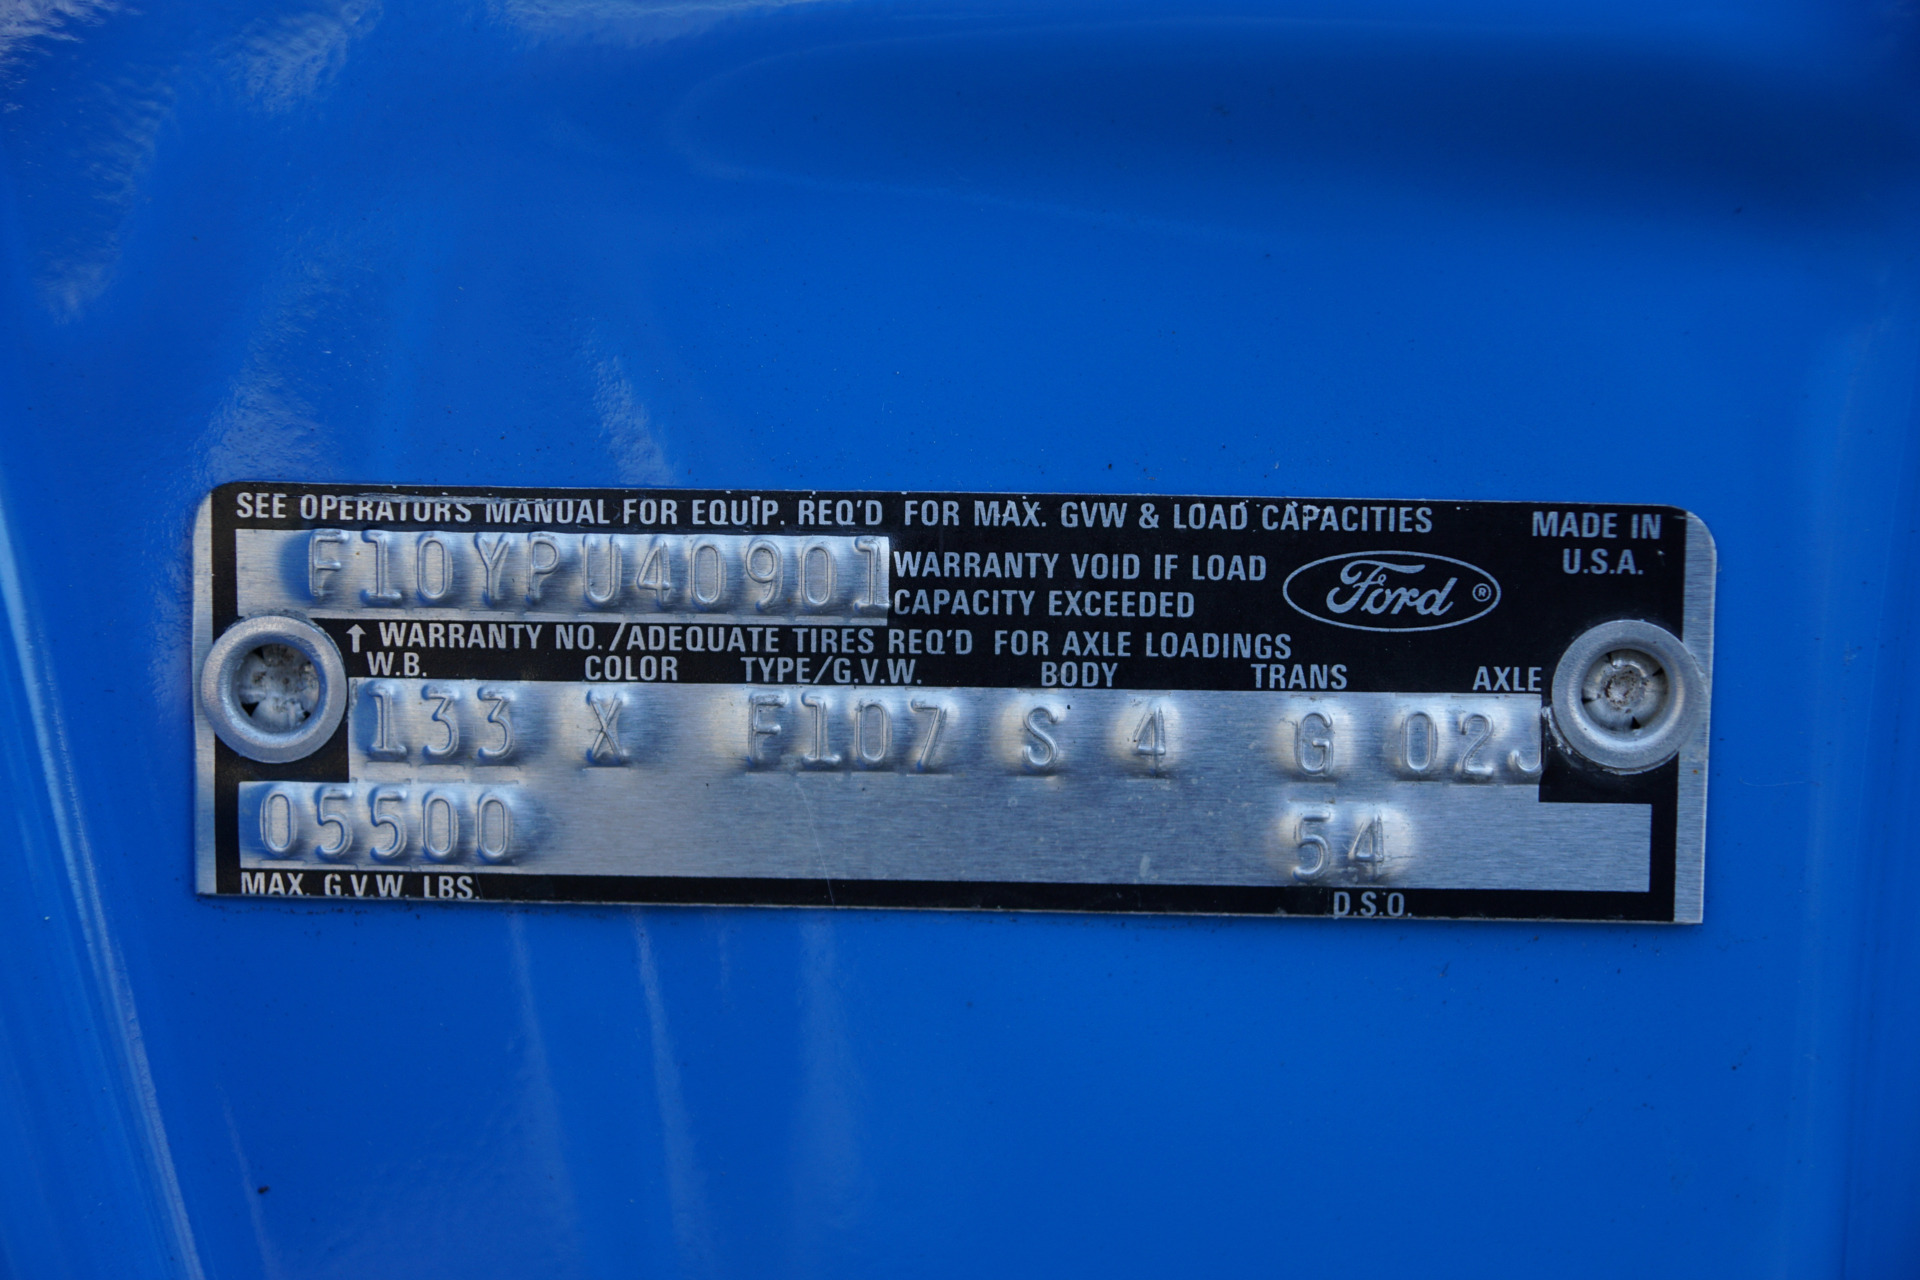 SEE OPERATORS MANUAL FOR EQUIP. REQ'D FOR MAX. GVW & LOAD CAPACITIES
MADE IN
U.S.A.
F10YPU40901
WARRANTY VOID IF LOAD
CAPACITY EXCEEDED
Ford ®
↑ WARRANTY NO./ADEQUATE TIRES REQ'D FOR AXLE LOADINGS
W.B. COLOR TYPE/G.V.W. BODY TRANS AXLE
133 X F107 S 4 G 02J
05500 54
MAX. G.V.W. LBS. D.S.O.